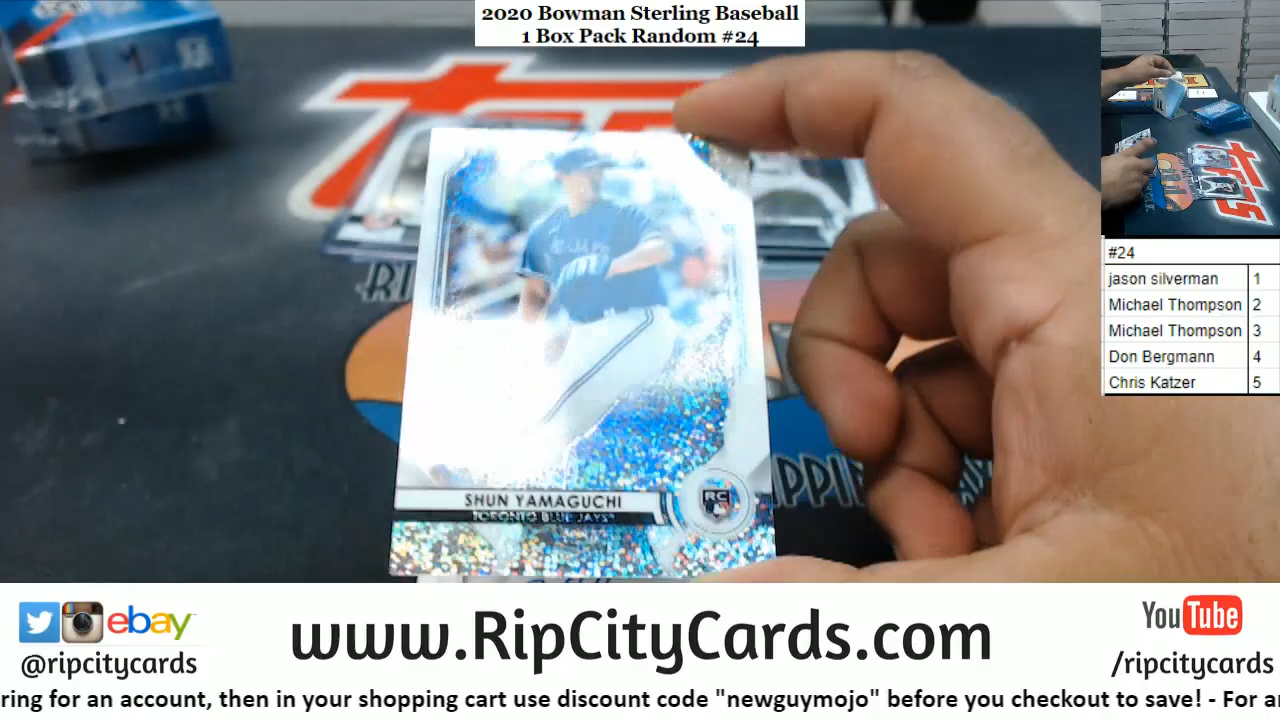 2020 Bowman Sterling Baseball
1 Box Pack Random #24
SHUN YAMAGUCHI
TORONTO BLUE JAYS
RC
#24
jason silverman 1
Michael Thompson 2
Michael Thompson 3
Don Bergmann 4
Chris Katzer 5
ebay
@ripcitycards
www.RipCityCards.com
YouTube
/ripcitycards
ring for an account, then in your shopping cart use discount code "newguymojo" before you checkout to save! - For